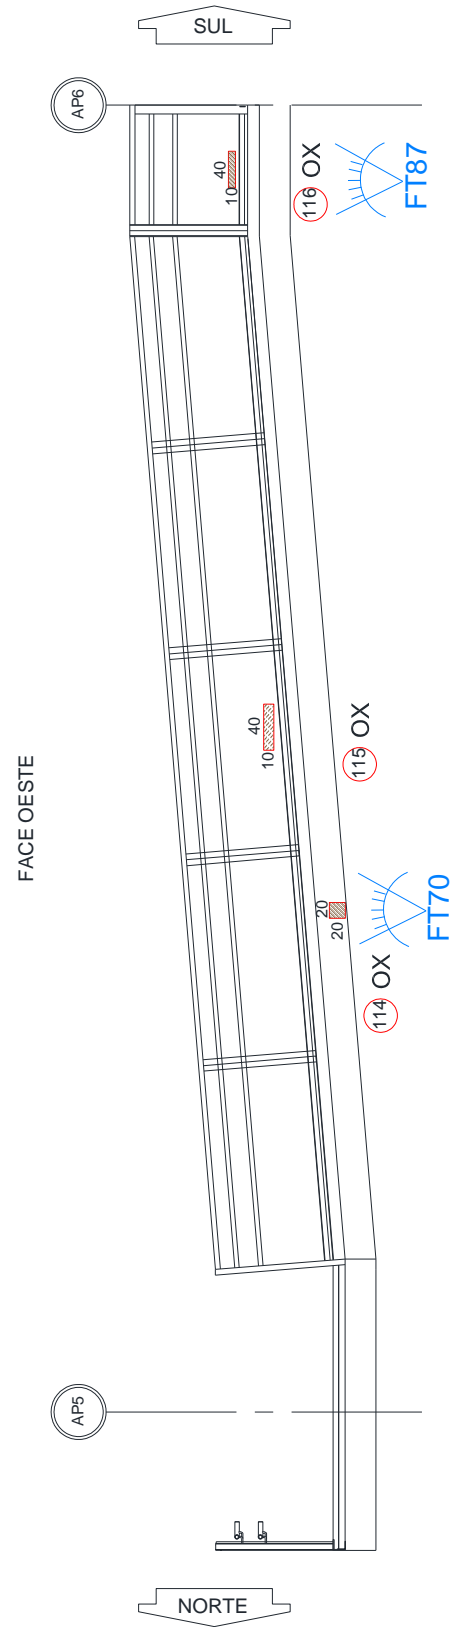 SUL
AP6
40
10
116 OX
FT87
FACE OESTE
40
10
115 OX
20
20
FT70
114 OX
AP5
NORTE